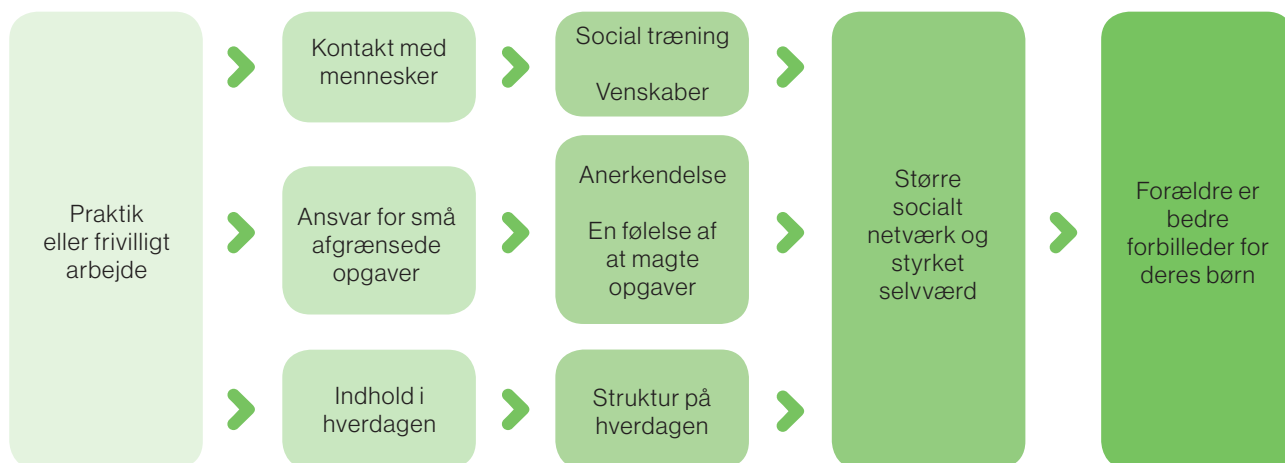 Praktik
eller frivilligt
arbejde
Kontakt med
mennesker
Social træning
Venskaber
Ansvar for små
afgrænsede
opgaver
Anerkendelse
En følelse af
at magte
opgaver
Indhold i
hverdagen
Struktur på
hverdagen
Større
socialt
netværk og
styrket
selvværd
Forældre er
bedre
forbilleder for
deres børn